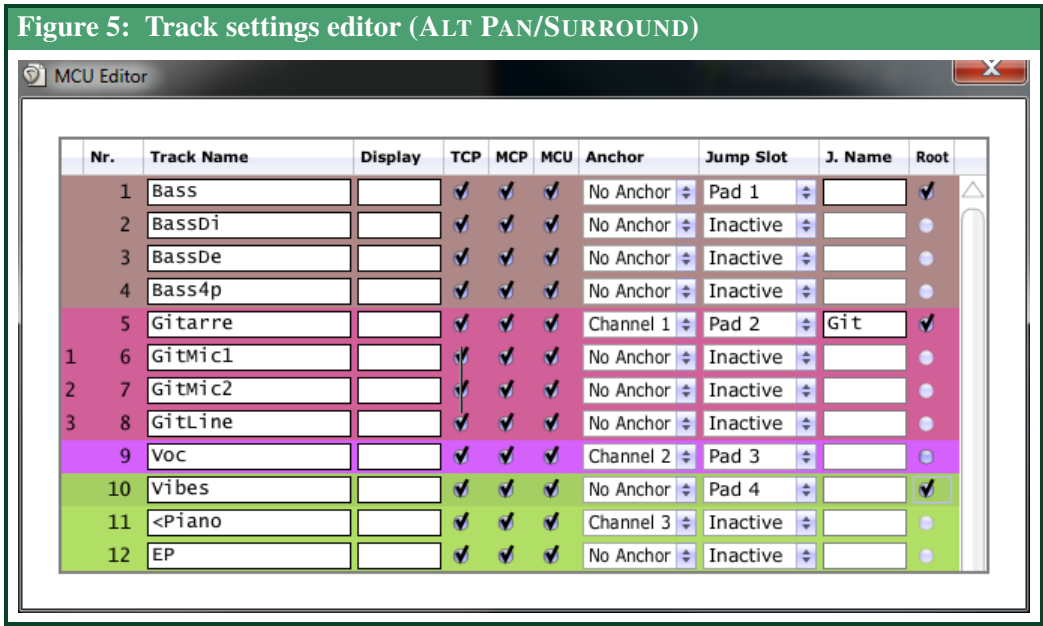 Figure 5: Track settings editor (ALT PAN/SURROUND)
MCU Editor
Nr. Track Name Display TCP MCP MCU Anchor Jump Slot J. Name Root
1 Bass No Anchor Pad 1
2 BassDi No Anchor Inactive
3 BassDe No Anchor Inactive
4 Bass4p No Anchor Inactive
5 Gitarre Channel 1 Pad 2 Git
1 6 GitMic1 No Anchor Inactive
2 7 GitMic2 No Anchor Inactive
3 8 GitLine No Anchor Inactive
9 Voc Channel 2 Pad 3
10 Vibes No Anchor Pad 4
11 <Piano Channel 3 Inactive
12 EP No Anchor Inactive